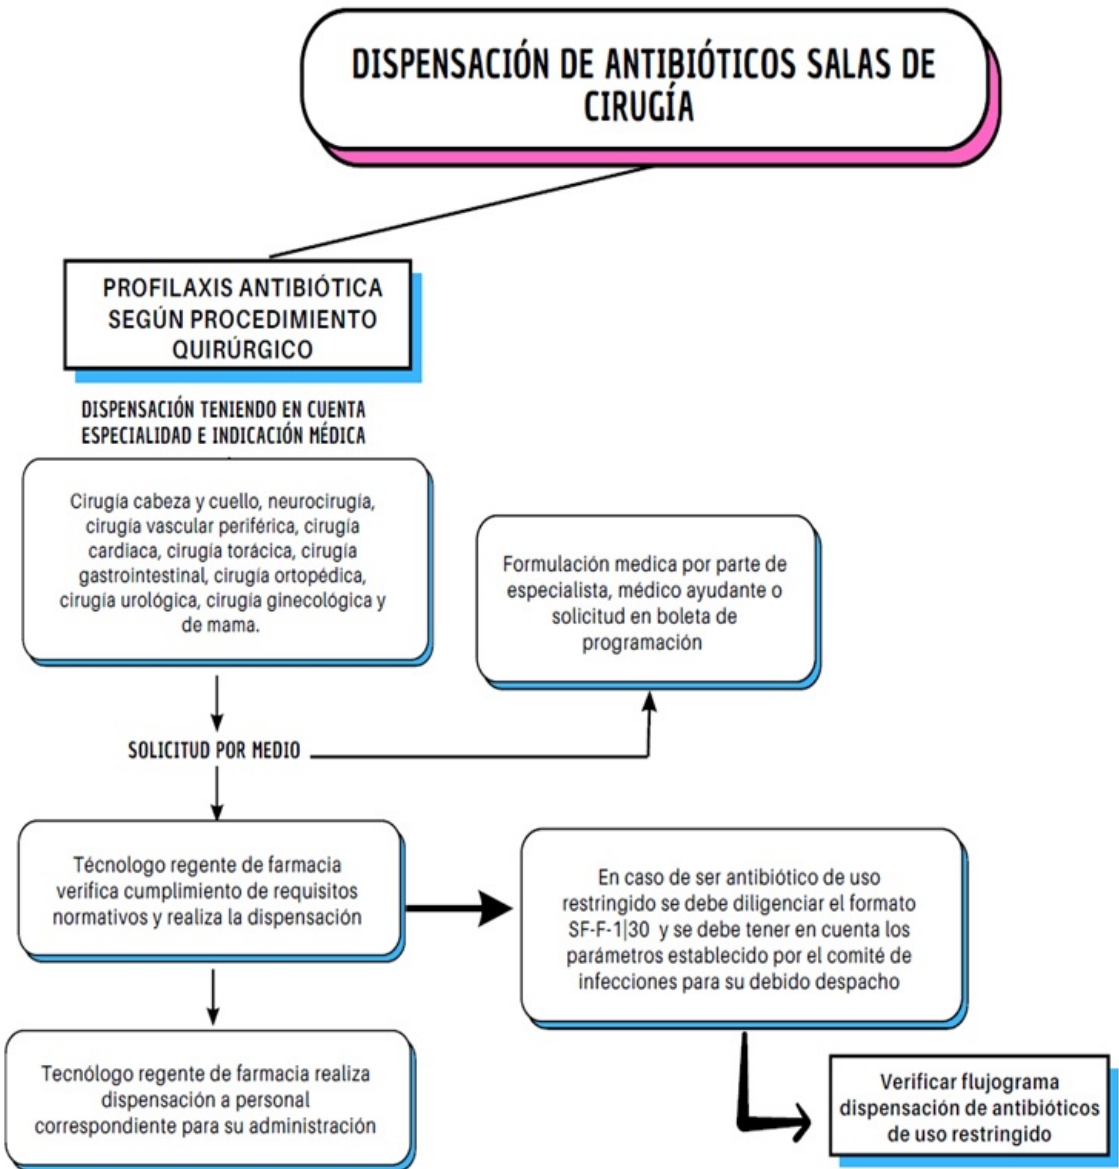 DISPENSACIÓN DE ANTIBIÓTICOS SALAS DE
CIRUGÍA
PROFILAXIS ANTIBIÓTICA
SEGÚN PROCEDIMIENTO
QUIRÚRGICO
DISPENSACIÓN TENIENDO EN CUENTA
ESPECIALIDAD E INDICACIÓN MÉDICA
Cirugía cabeza y cuello, neurocirugía,
cirugía vascular periférica, cirugía
cardiaca, cirugía torácica, cirugía
gastrointestinal, cirugía ortopédica,
cirugía urológica, cirugía ginecológica y
de mama.
Formulación medica por parte de
especialista, médico ayudante o
solicitud en boleta de
programación
SOLICITUD POR MEDIO
Técnologo regente de farmacia
verifica cumplimiento de requisitos
normativos y realiza la dispensación
En caso de ser antibiótico de uso
restringido se debe diligenciar el formato
SF-F-1|30 y se debe tener en cuenta los
parámetros establecido por el comité de
infecciones para su debido despacho
Tecnólogo regente de farmacia realiza
dispensación a personal
correspondiente para su administración
Verificar flujograma
dispensación de antibióticos
de uso restringido